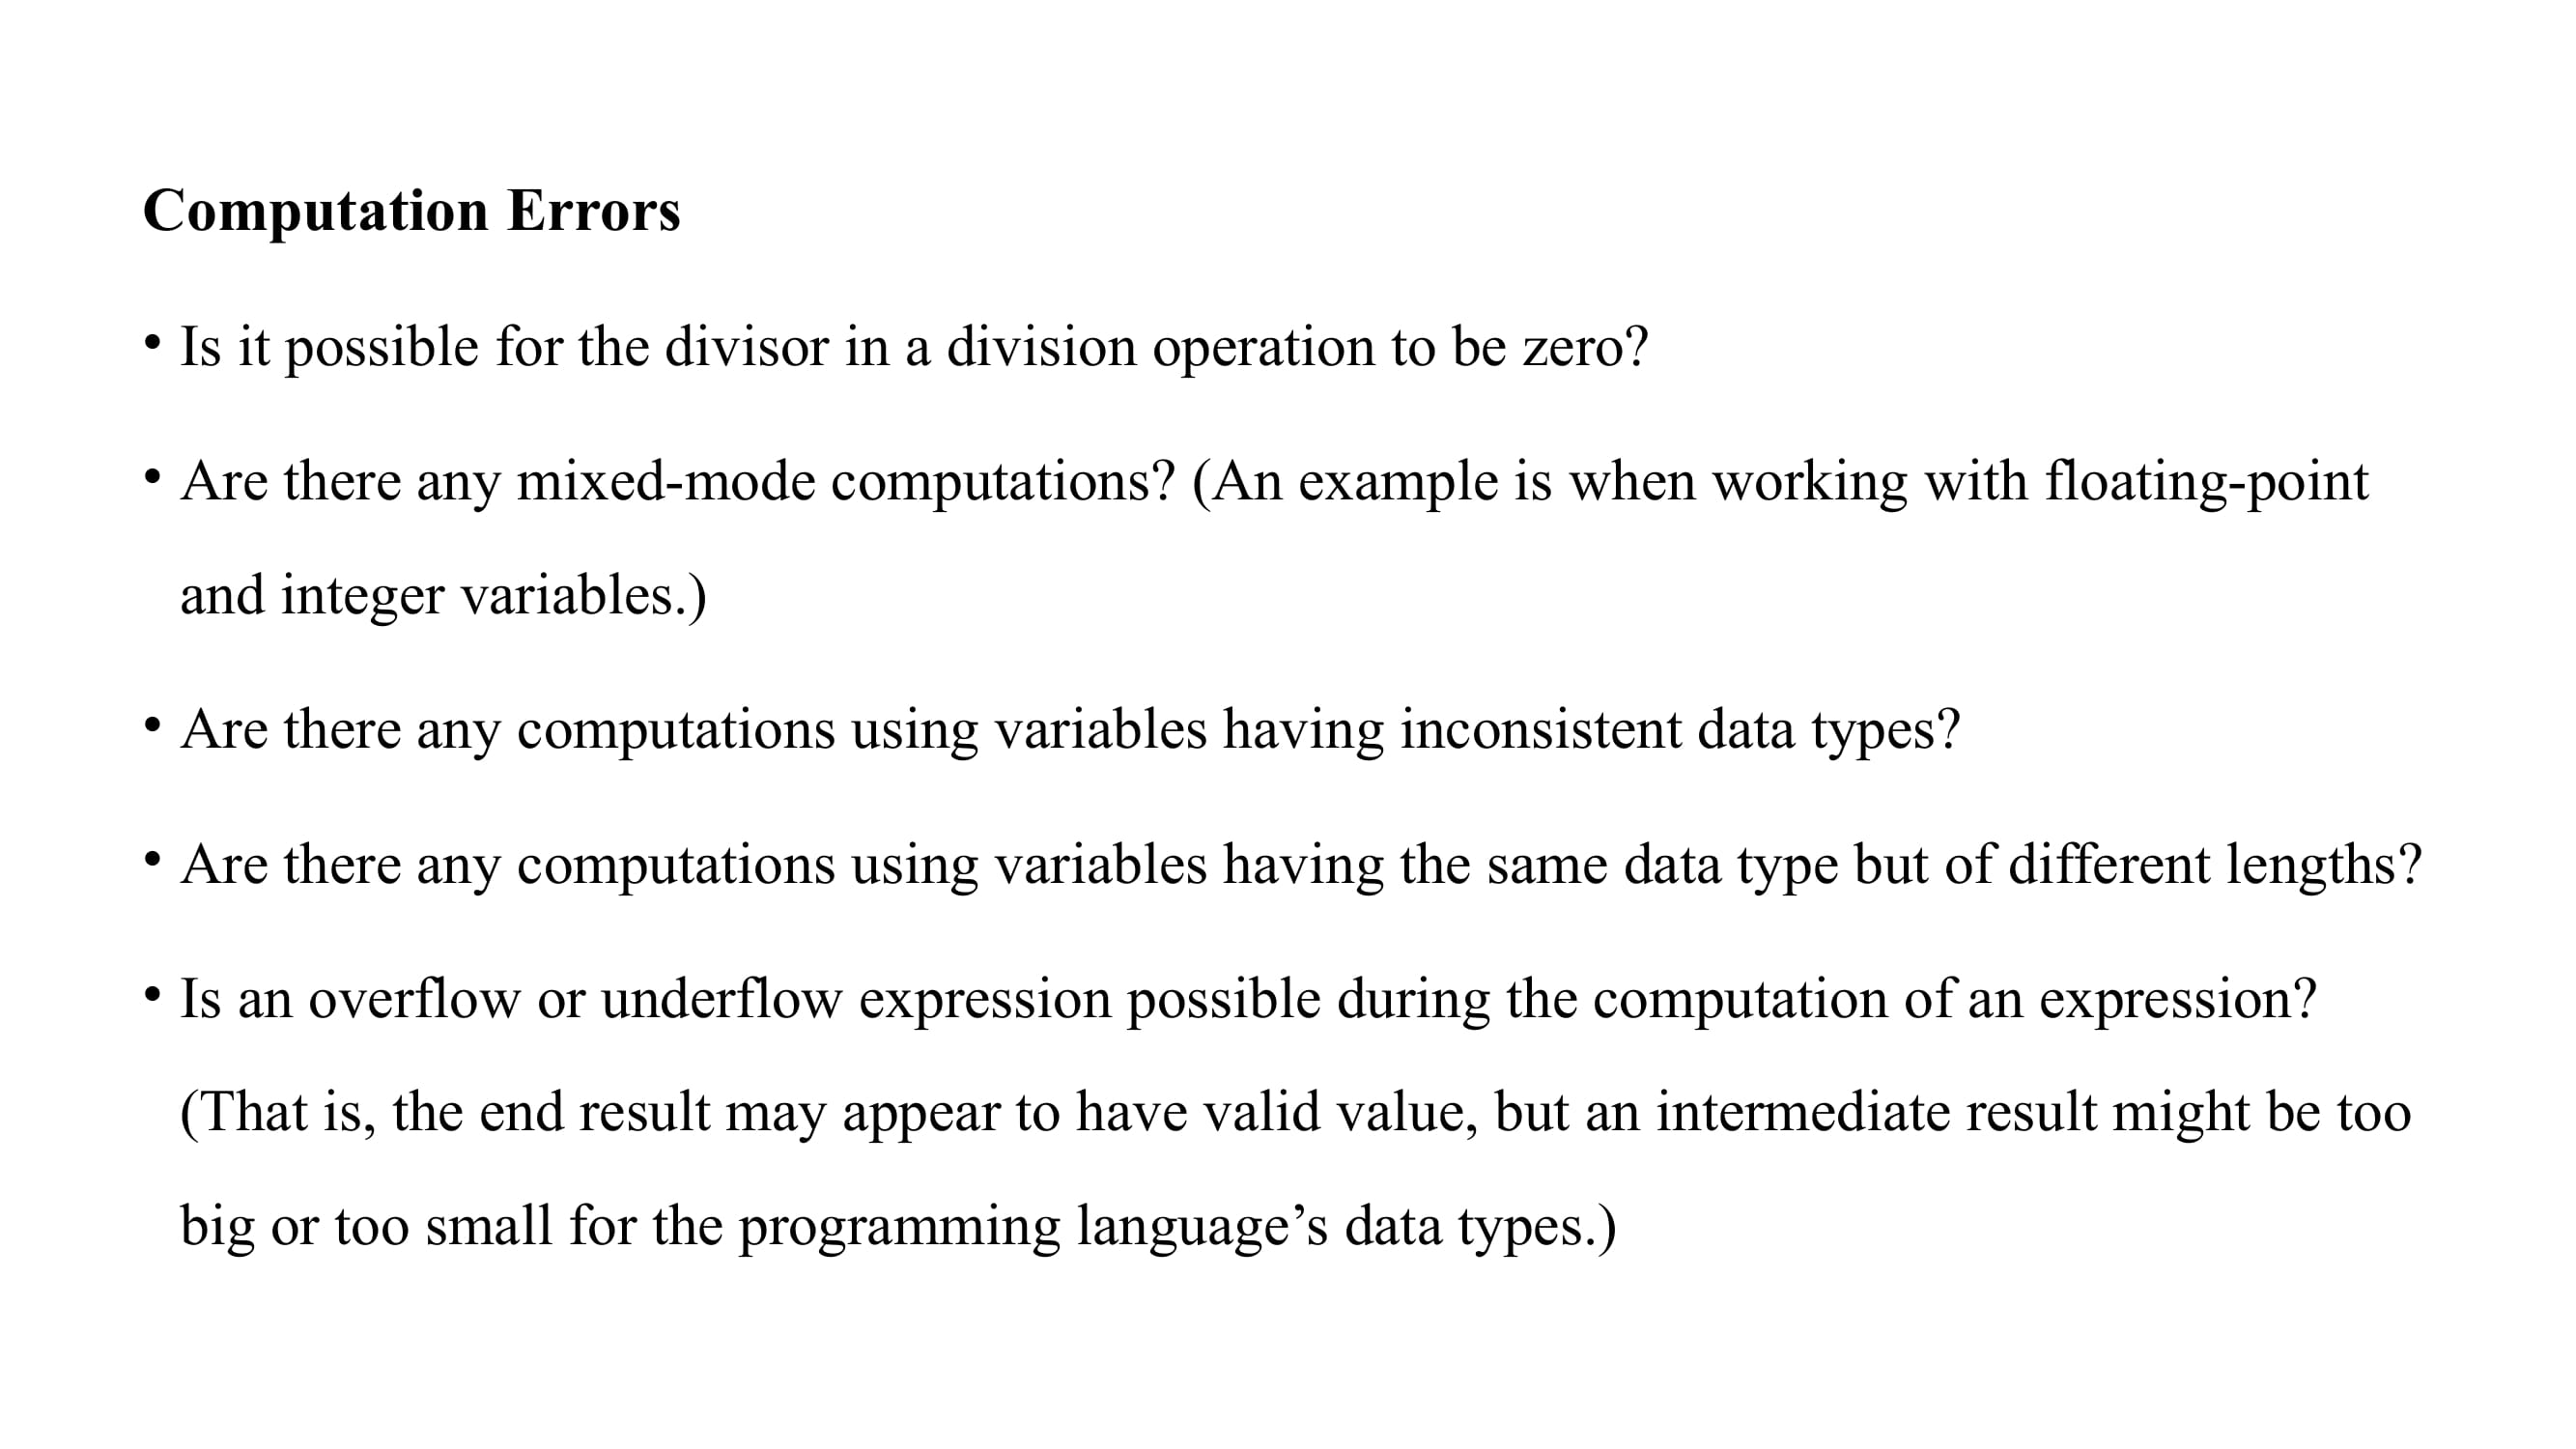 Computation Errors
• Is it possible for the divisor in a division operation to be zero?
• Are there any mixed-mode computations? (An example is when working with floating-point
and integer variables.)
• Are there any computations using variables having inconsistent data types?
• Are there any computations using variables having the same data type but of different lengths?
• Is an overflow or underflow expression possible during the computation of an expression?
(That is, the end result may appear to have valid value, but an intermediate result might be too
big or too small for the programming language’s data types.)